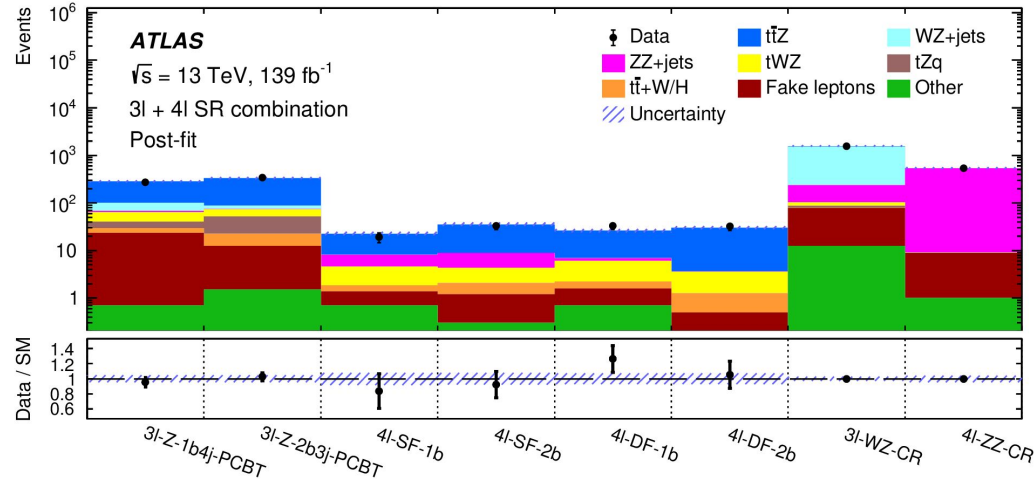 Events
10⁶
10⁵
10⁴
10³
10²
10
1
ATLAS
√s = 13 TeV, 139 fb⁻¹
3l + 4l SR combination
Post-fit
Data
tt̄Z
WZ+jets
ZZ+jets
tWZ
tZq
tt̄+W/H
Fake leptons
Other
Uncertainty
Data / SM
1.4
1.2
1
0.8
0.6
3l-Z-1b4j-PCBT
3l-Z-2b3j-PCBT
4l-SF-1b
4l-SF-2b
4l-DF-1b
4l-DF-2b
3l-WZ-CR
4l-ZZ-CR